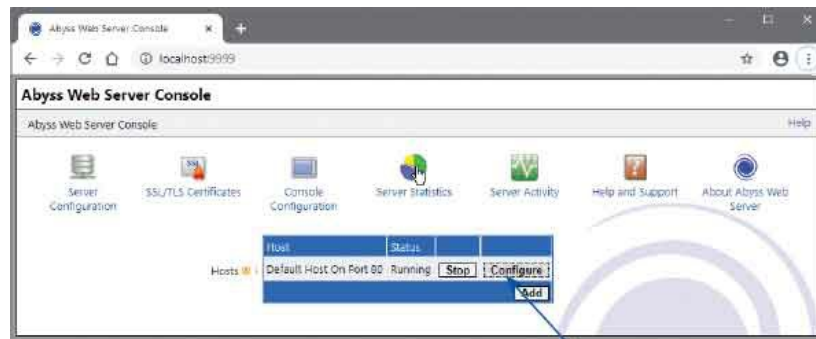 Abyss Web Server Console
localhost:9999
Abyss Web Server Console
Abyss Web Server Console
Help
Server Configuration
SSL/TLS Certificates
Console Configuration
Server Statistics
Server Activity
Help and Support
About Abyss Web Server
Host Status
Hosts Default Host On Port 80 Running Stop Configure
Add